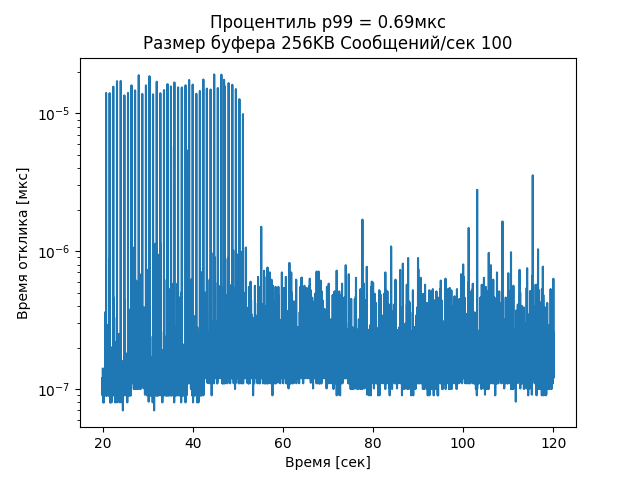 Процентиль p99 = 0.69мкс
Размер буфера 256KB Сообщений/сек 100
Время отклика [мкс]
10⁻⁵
10⁻⁶
10⁻⁷
20 40 60 80 100 120
Время [сек]